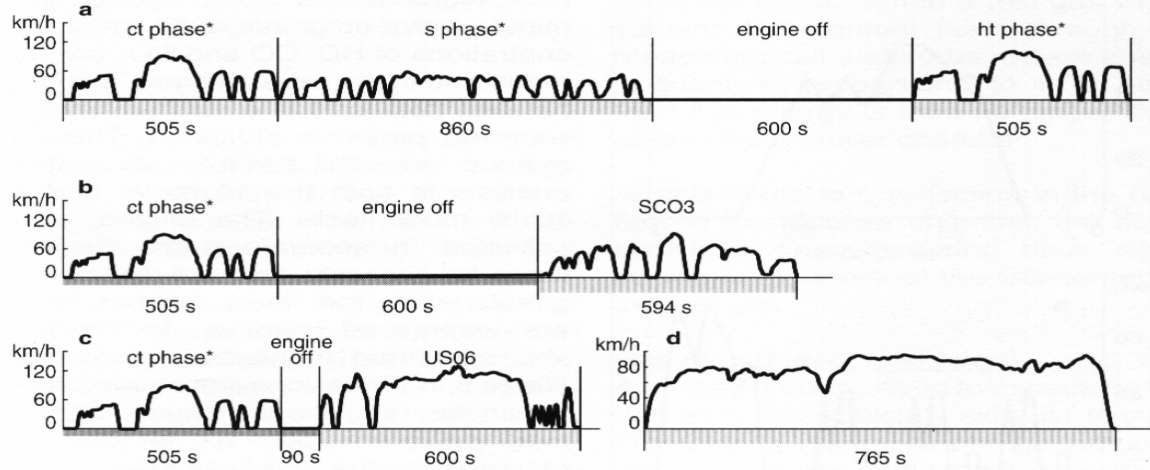 a
km/h
ct phase*
s phase*
engine off
ht phase*
120
60
0
505 s
860 s
600 s
505 s
b
km/h
ct phase*
engine off
SCO3
120
60
0
505 s
600 s
594 s
c
km/h
ct phase*
engine
off
US06
120
60
0
505 s
90 s
600 s
d
km/h
80
40
0
765 s